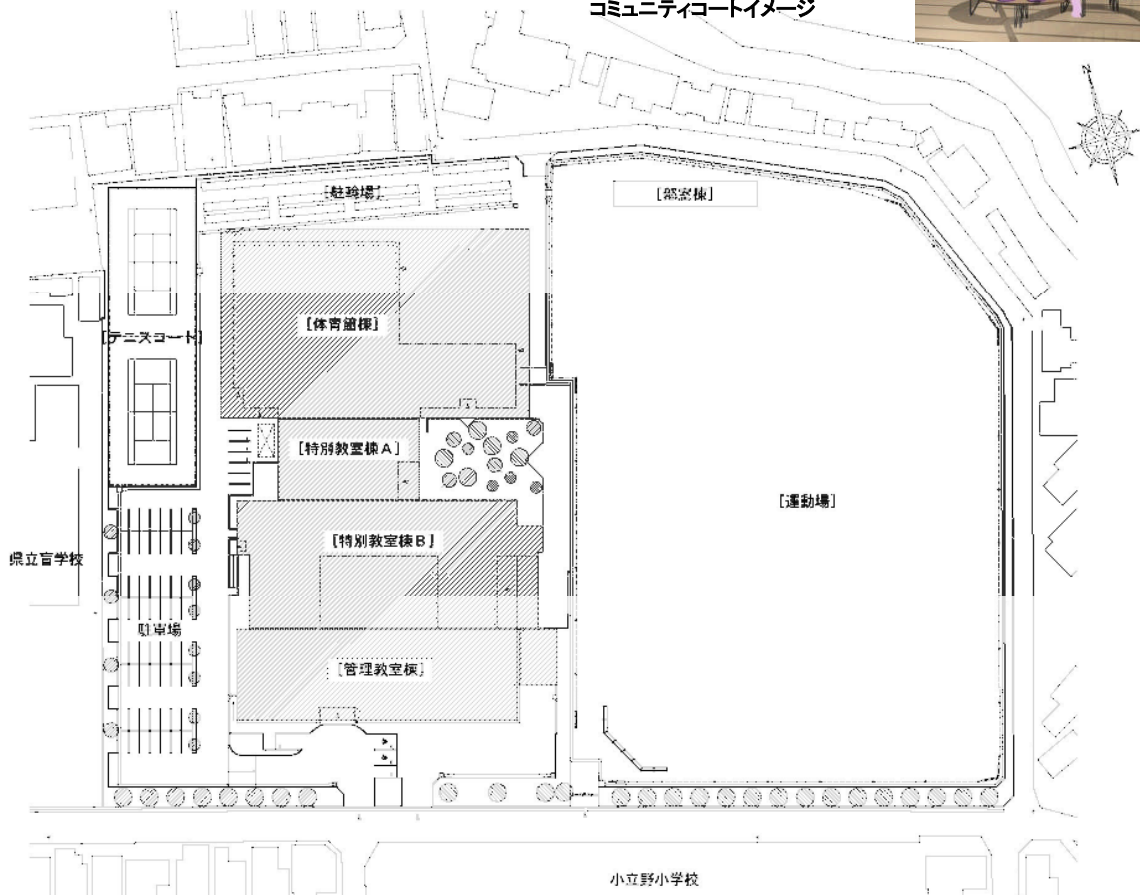 コミュニティコートイメージ
N
[駐輪場]
[部室棟]
[体育館棟]
[テニスコート]
[特別教室棟A]
[運動場]
[特別教室棟B]
県立盲学校
駐車場
[管理教室棟]
小立野小学校